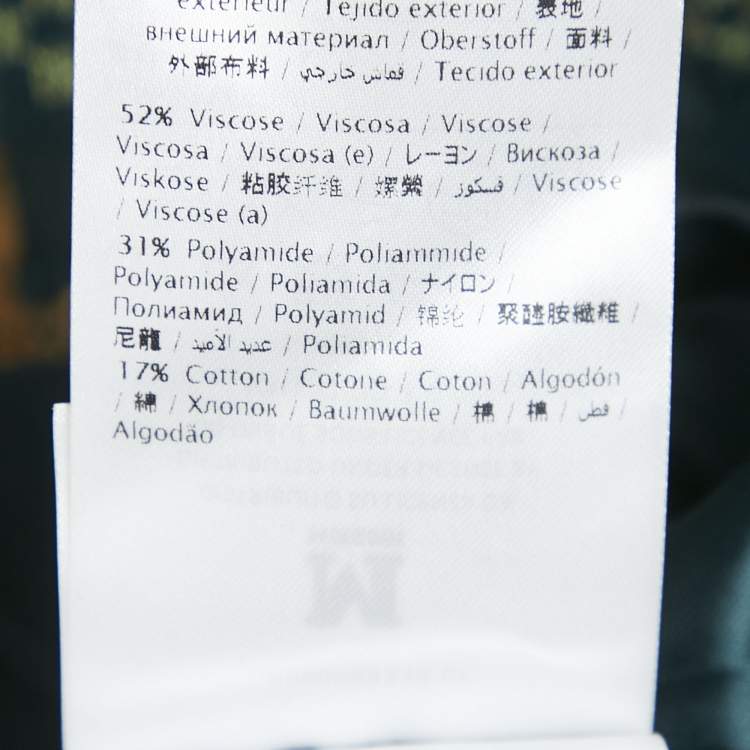 extérieur / Tejido exterior / 表地 /
внешний материал / Oberstoff / 面料 /
外部布料 / قماش خارجي / Tecido exterior
52% Viscose / Viscosa / Viscose /
Viscosa / Viscosa (e) / レーヨン / Вискоза /
Viskose / 粘胶纤维 / 嫘縈 / فسكوز / Viscose
/ Viscose (a)
31% Polyamide / Poliammide /
Polyamide / Poliamida / ナイロン /
Полиамид / Polyamid / 锦纶 / 聚醯胺纖維 /
尼龍 / عديد الأميد / Poliamida
17% Cotton / Cotone / Coton / Algodón
/ 綿 / Хлопок / Baumwolle / 棉 / 棉 / قطن /
Algodão
M